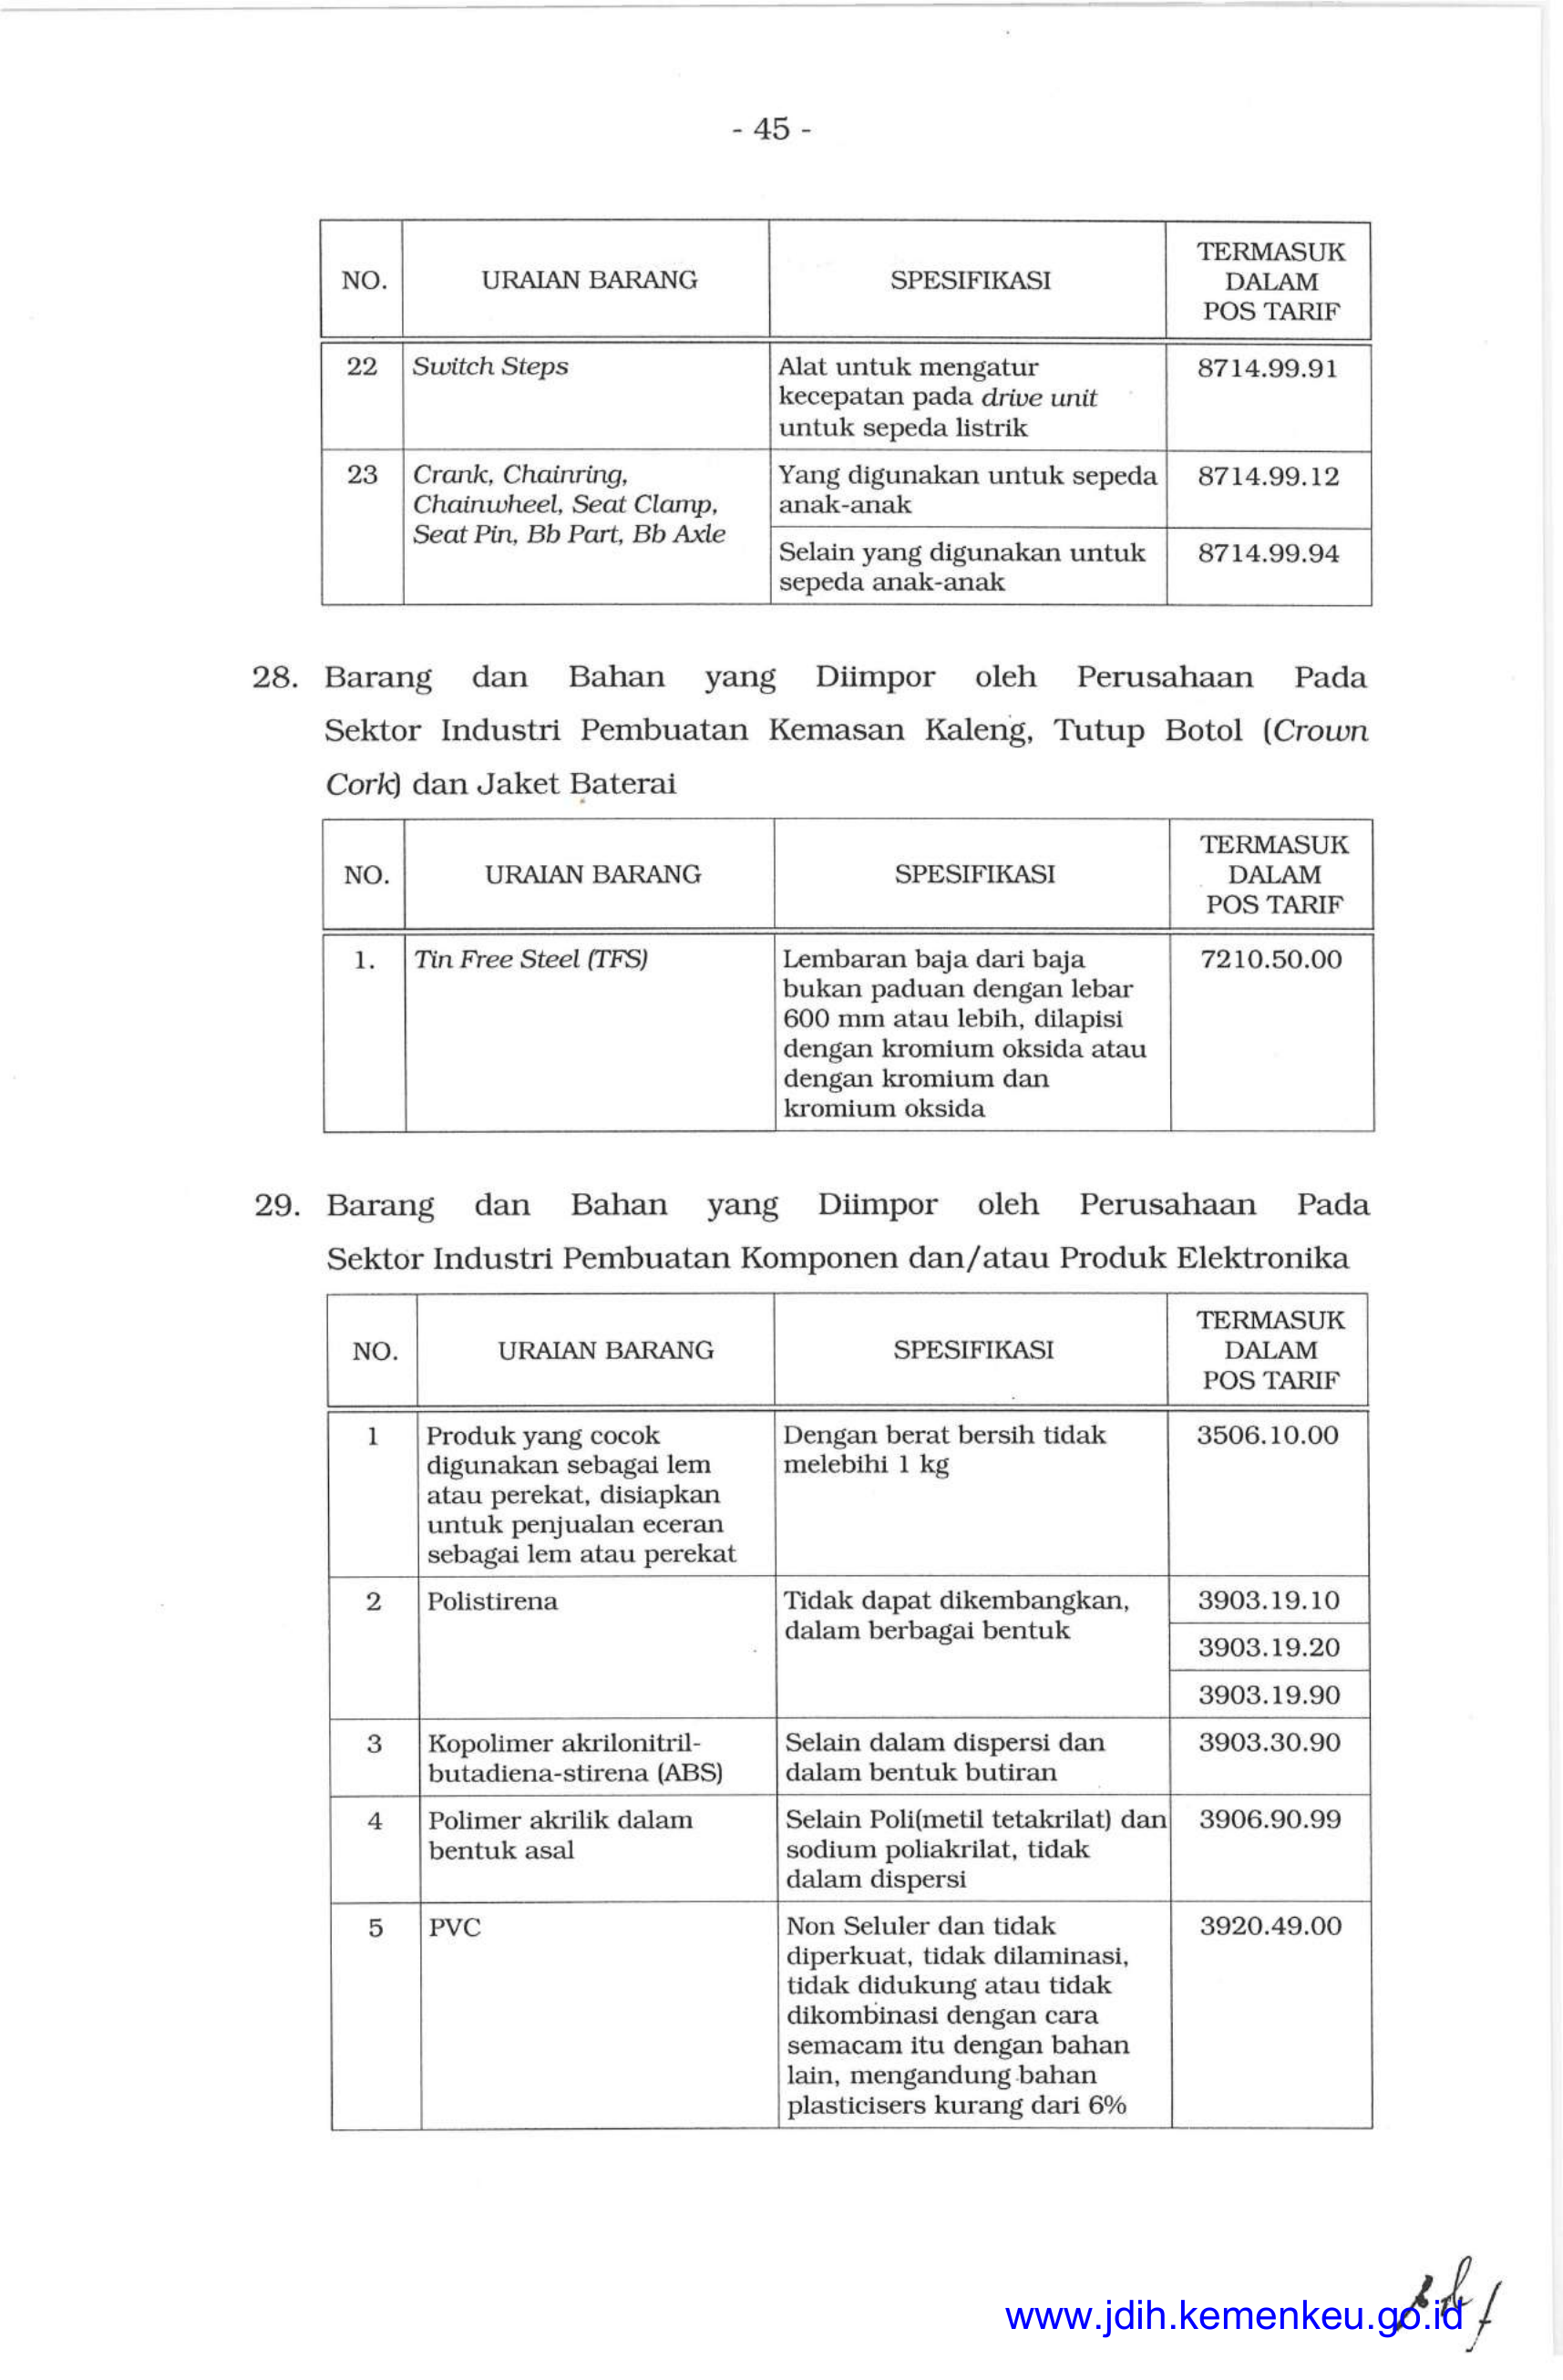 - 45 -
NO.
URAIAN BARANG
SPESIFIKASI
TERMASUK
DALAM
POS TARIF
22
Switch Steps
Alat untuk mengatur
kecepatan pada drive unit
untuk sepeda listrik
8714.99.91
23
Crank, Chainring,
Chainwheel, Seat Clamp,
Seat Pin, Bb Part, Bb Axle
Yang digunakan untuk sepeda
anak-anak
8714.99.12
Selain yang digunakan untuk
sepeda anak-anak
8714.99.94
28. Barang dan Bahan yang Diimpor oleh Perusahaan Pada
Sektor Industri Pembuatan Kemasan Kaleng, Tutup Botol (Crown
Cork) dan Jaket Baterai
NO.
URAIAN BARANG
SPESIFIKASI
TERMASUK
DALAM
POS TARIF
1.
Tin Free Steel (TFS)
Lembaran baja dari baja
bukan paduan dengan lebar
600 mm atau lebih, dilapisi
dengan kromium oksida atau
dengan kromium dan
kromium oksida
7210.50.00
29. Barang dan Bahan yang Diimpor oleh Perusahaan Pada
Sektor Industri Pembuatan Komponen dan/atau Produk Elektronika
NO.
URAIAN BARANG
SPESIFIKASI
TERMASUK
DALAM
POS TARIF
1
Produk yang cocok
digunakan sebagai lem
atau perekat, disiapkan
untuk penjualan eceran
sebagai lem atau perekat
Dengan berat bersih tidak
melebihi 1 kg
3506.10.00
2
Polistirena
Tidak dapat dikembangkan,
dalam berbagai bentuk
3903.19.10
3903.19.20
3903.19.90
3
Kopolimer akrilonitril-
butadiena-stirena (ABS)
Selain dalam dispersi dan
dalam bentuk butiran
3903.30.90
4
Polimer akrilik dalam
bentuk asal
Selain Poli(metil tetakrilat) dan
sodium poliakrilat, tidak
dalam dispersi
3906.90.99
5
PVC
Non Seluler dan tidak
diperkuat, tidak dilaminasi,
tidak didukung atau tidak
dikombinasi dengan cara
semacam itu dengan bahan
lain, mengandung bahan
plasticisers kurang dari 6%
3920.49.00
www.jdih.kemenkeu.go.id